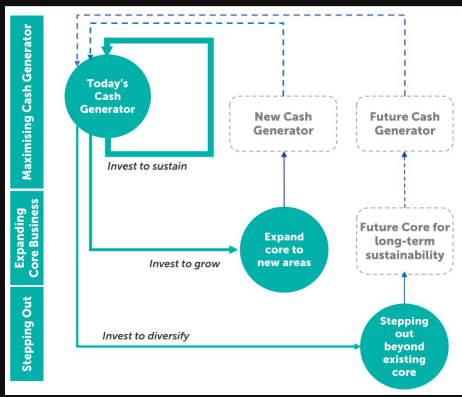 Maximising Cash Generator
Today's
Cash
Generator
New Cash
Generator
Future Cash
Generator
Invest to sustain
Expanding
Core Business
Expand
core to
new areas
Future Core for
long-term
sustainability
Invest to grow
Stepping Out
Invest to diversify
Stepping
out
beyond
existing
core